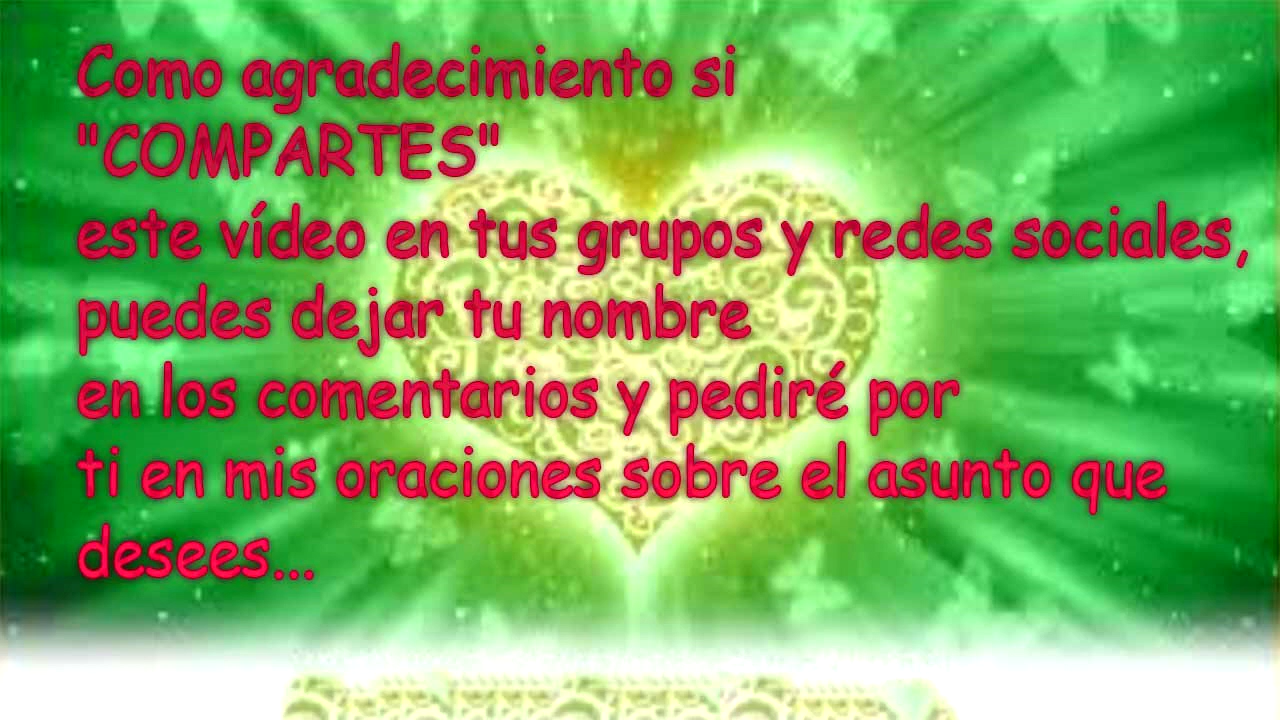 Como agradecimiento si
"COMPARTES"
este vídeo en tus grupos y redes sociales,
puedes dejar tu nombre
en los comentarios y pediré por
ti en mis oraciones sobre el asunto que
desees...